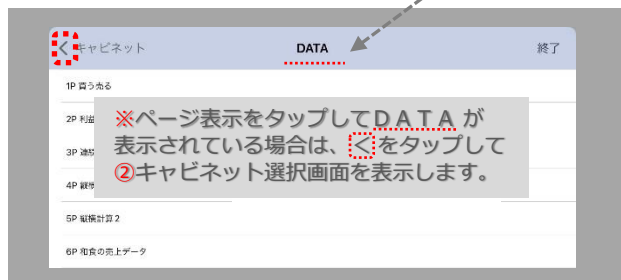 キャビネット DATA 終了
1P 買う売る
2P 利益
※ページ表示をタップしてＤＡＴＡ が
表示されている場合は、<をタップして
3P
②キャビネット選択画面を表示します。
4P
5P 縦横計算2
6P 和食の売上データ